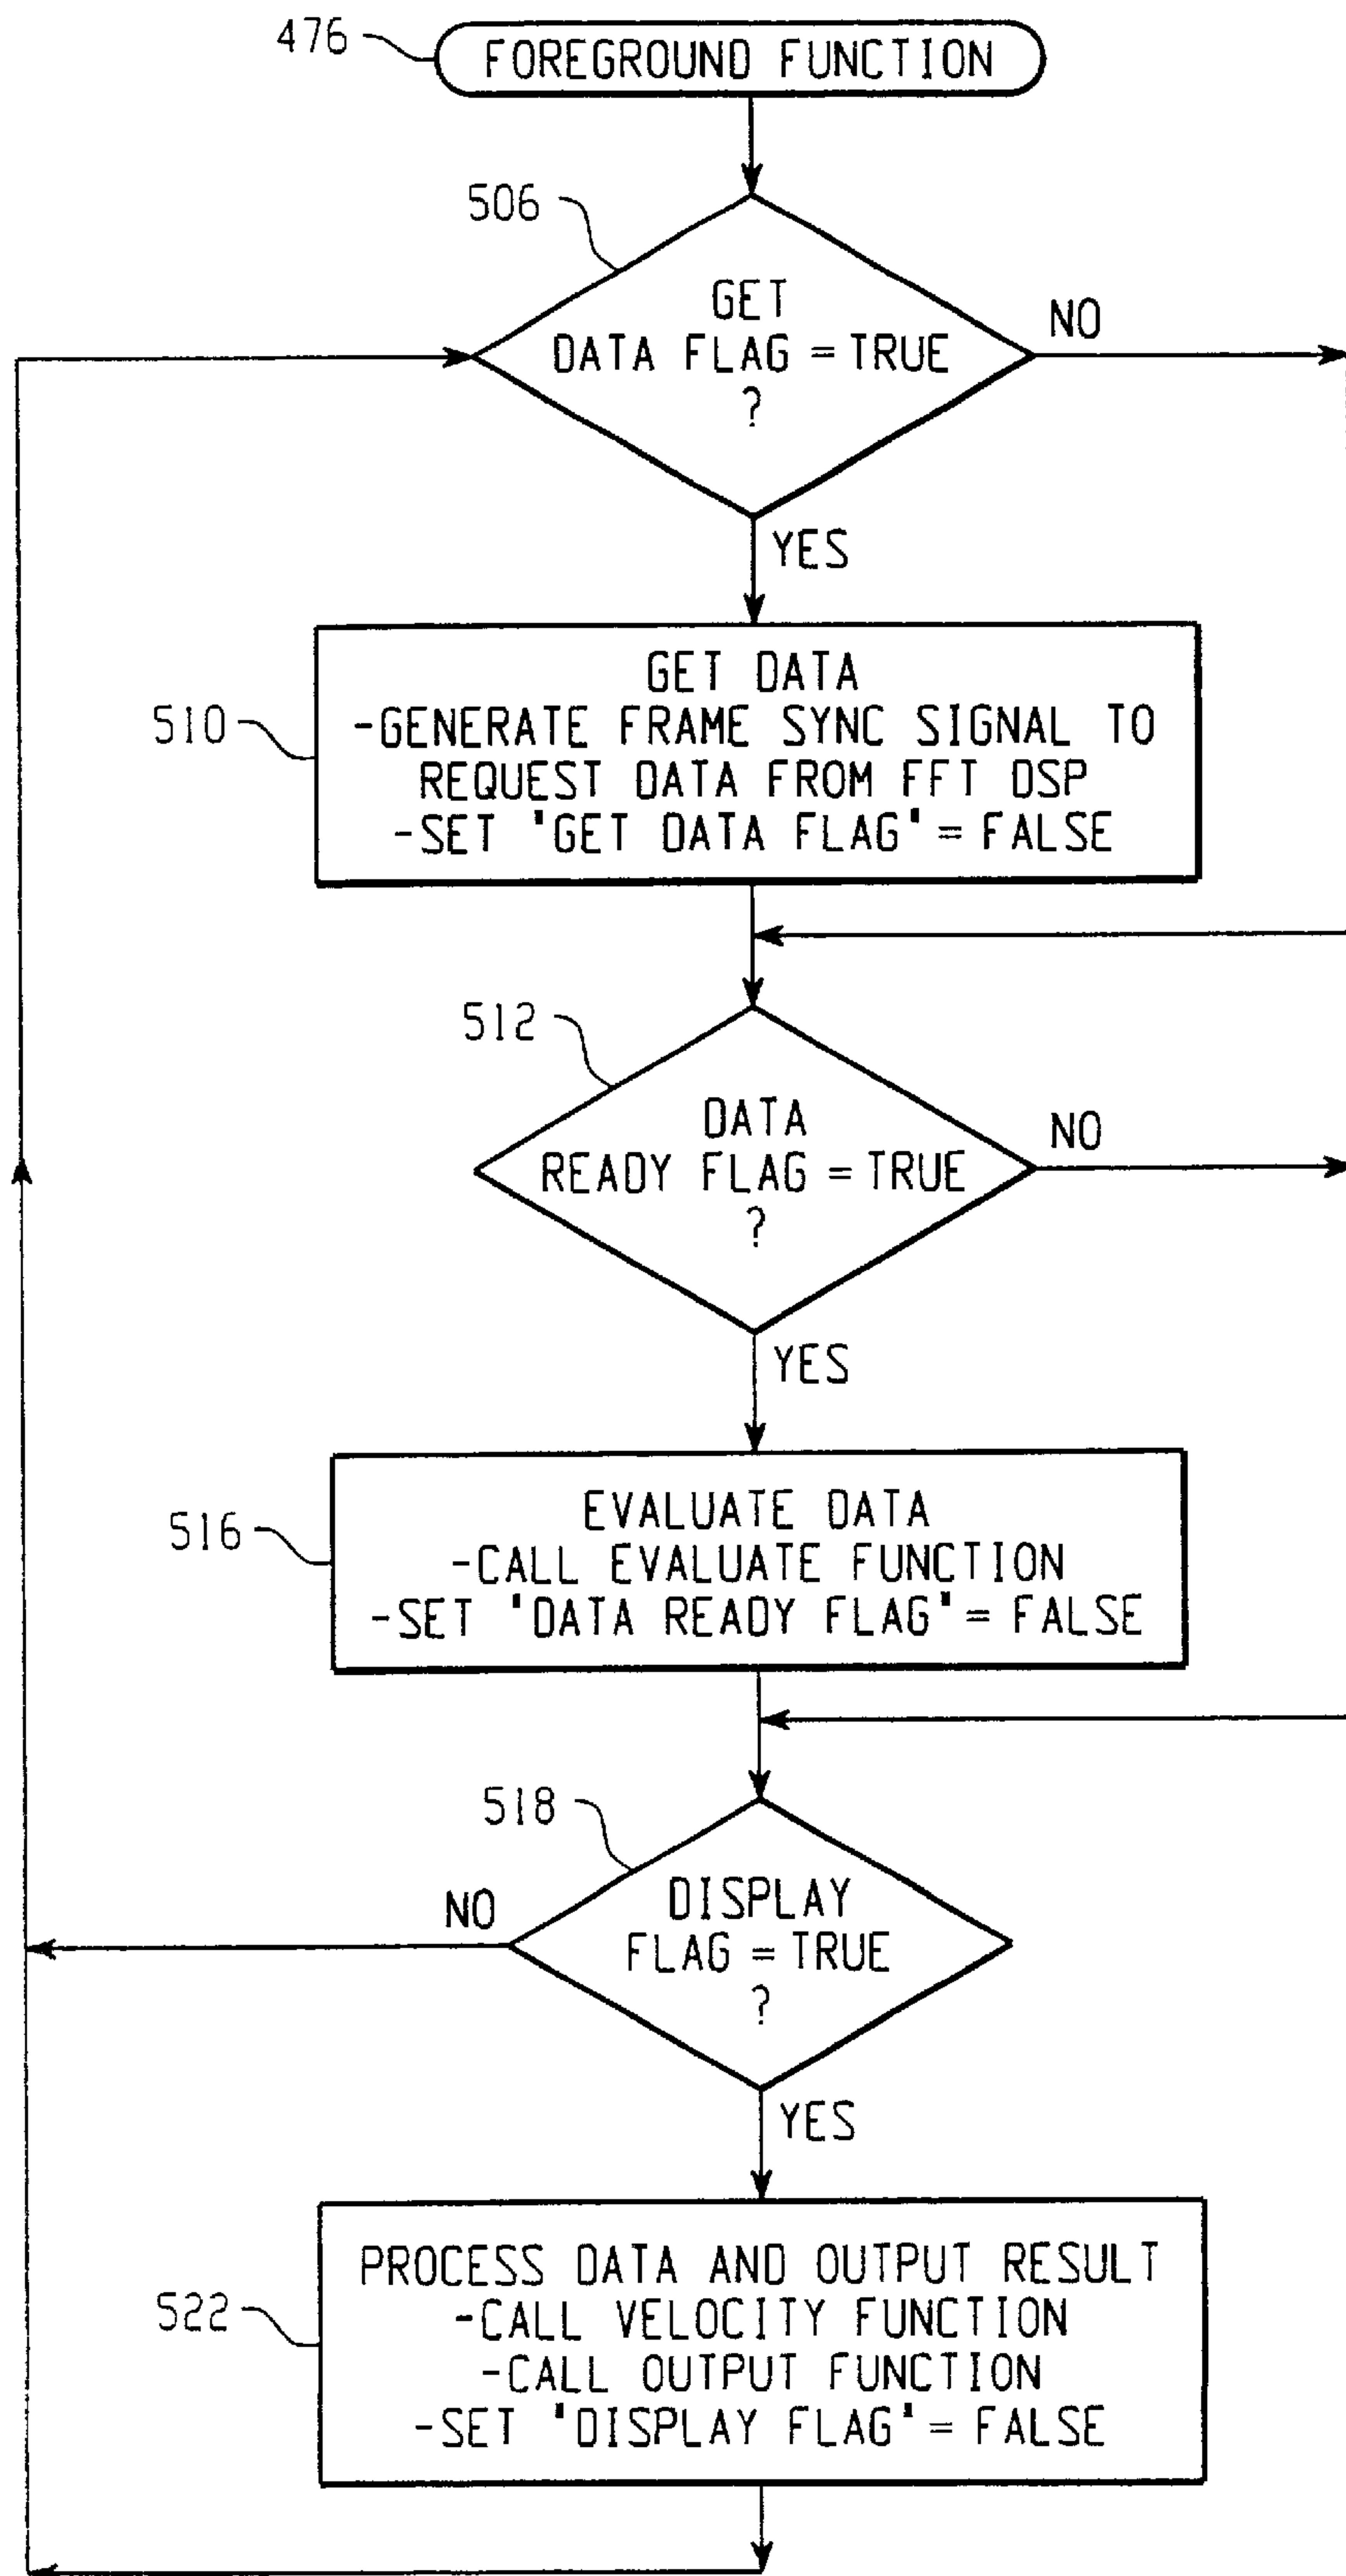 476
FOREGROUND FUNCTION
506
GET
DATA FLAG = TRUE
?
NO
YES
510
GET DATA
-GENERATE FRAME SYNC SIGNAL TO
REQUEST DATA FROM FFT DSP
-SET "GET DATA FLAG" = FALSE
512
DATA
READY FLAG = TRUE
?
NO
YES
516
EVALUATE DATA
-CALL EVALUATE FUNCTION
-SET "DATA READY FLAG" = FALSE
518
DISPLAY
FLAG = TRUE
?
NO
YES
522
PROCESS DATA AND OUTPUT RESULT
-CALL VELOCITY FUNCTION
-CALL OUTPUT FUNCTION
-SET "DISPLAY FLAG" = FALSE